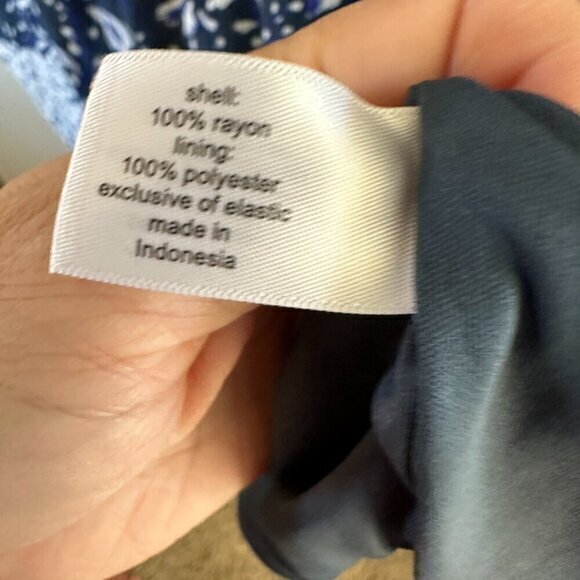 shell:
100% rayon
lining:
100% polyester
exclusive of elastic
made in
Indonesia